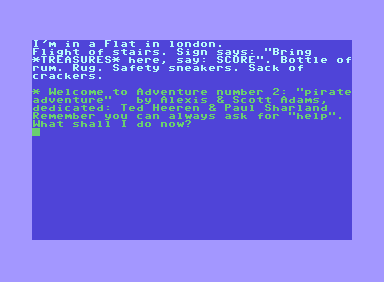 I'm in a Flat in london.
Flight of stairs. Sign says: "Bring
*TREASURES* here, say: SCORE". Bottle of
rum. Rug. Safety sneakers. Sack of
crackers.
* Welcome to Adventure number 2: "pirate
adventure"  by Alexis & Scott Adams,
dedicated: Ted Heeren & Paul Sharland
Remember you can always ask for "help".
What shall I do now?